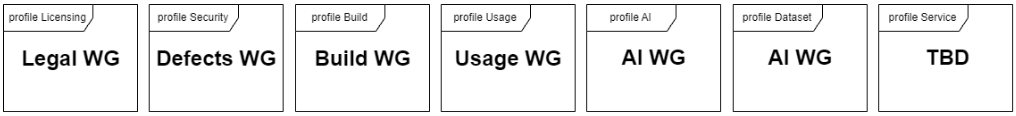 profile Licensing
Legal WG
profile Security
Defects WG
profile Build
Build WG
profile Usage
Usage WG
profile AI
AI WG
profile Dataset
AI WG
profile Service
TBD